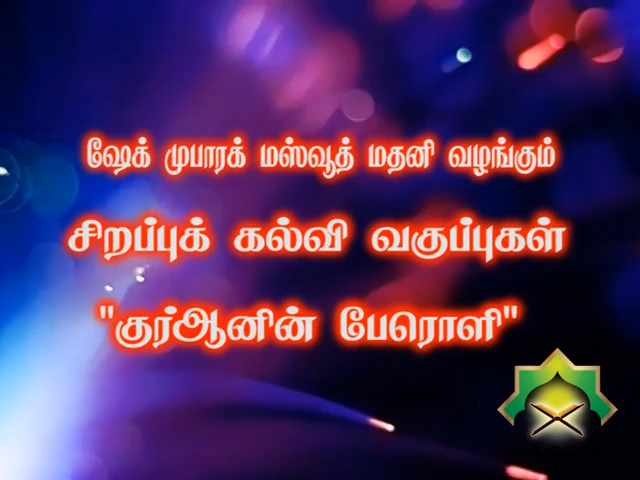 ஷேக் முபாரக் மஸ்வூத் மதனி வழங்கும்
சிறப்புக் கல்வி வகுப்புகள்
"குர்ஆனின் பேரொளி"